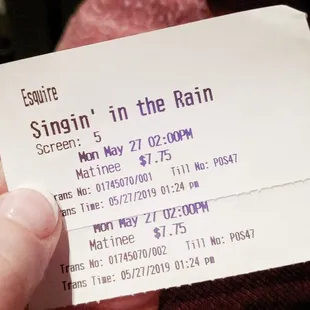 Esquire
Singin' in the Rain
Screen: 5
Mon May 27 02:00PM
Matinee $7.75
Trans No: 01745070/001 Till No: POS47
Trans Time: 05/27/2019 01:24 pm
Mon May 27 02:00PM
Matinee $7.75
Trans No: 01745070/002 Till No: POS47
Trans Time: 05/27/2019 01:24 pm